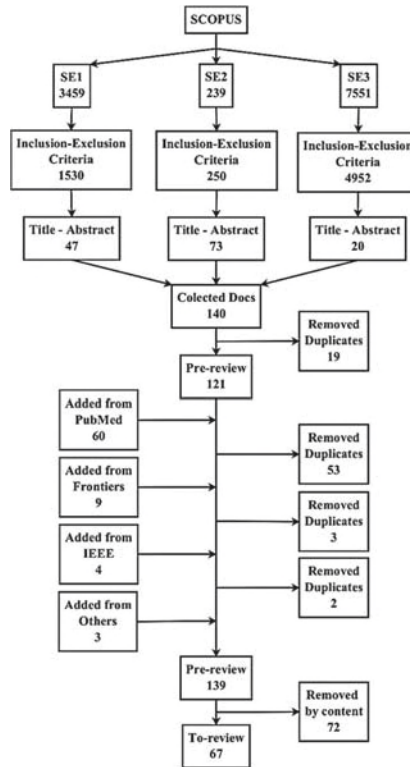 SCOPUS
SE1
3459
SE2
239
SE3
7551
Inclusion-Exclusion
Criteria
1530
Inclusion-Exclusion
Criteria
250
Inclusion-Exclusion
Criteria
4952
Title - Abstract
47
Title - Abstract
73
Title - Abstract
20
Colected Docs
140
Removed
Duplicates
19
Pre-review
121
Added from
PubMed
60
Removed
Duplicates
53
Added from
Frontiers
9
Removed
Duplicates
3
Added from
IEEE
4
Removed
Duplicates
2
Added from
Others
3
Pre-review
139
Removed
by content
72
To-review
67